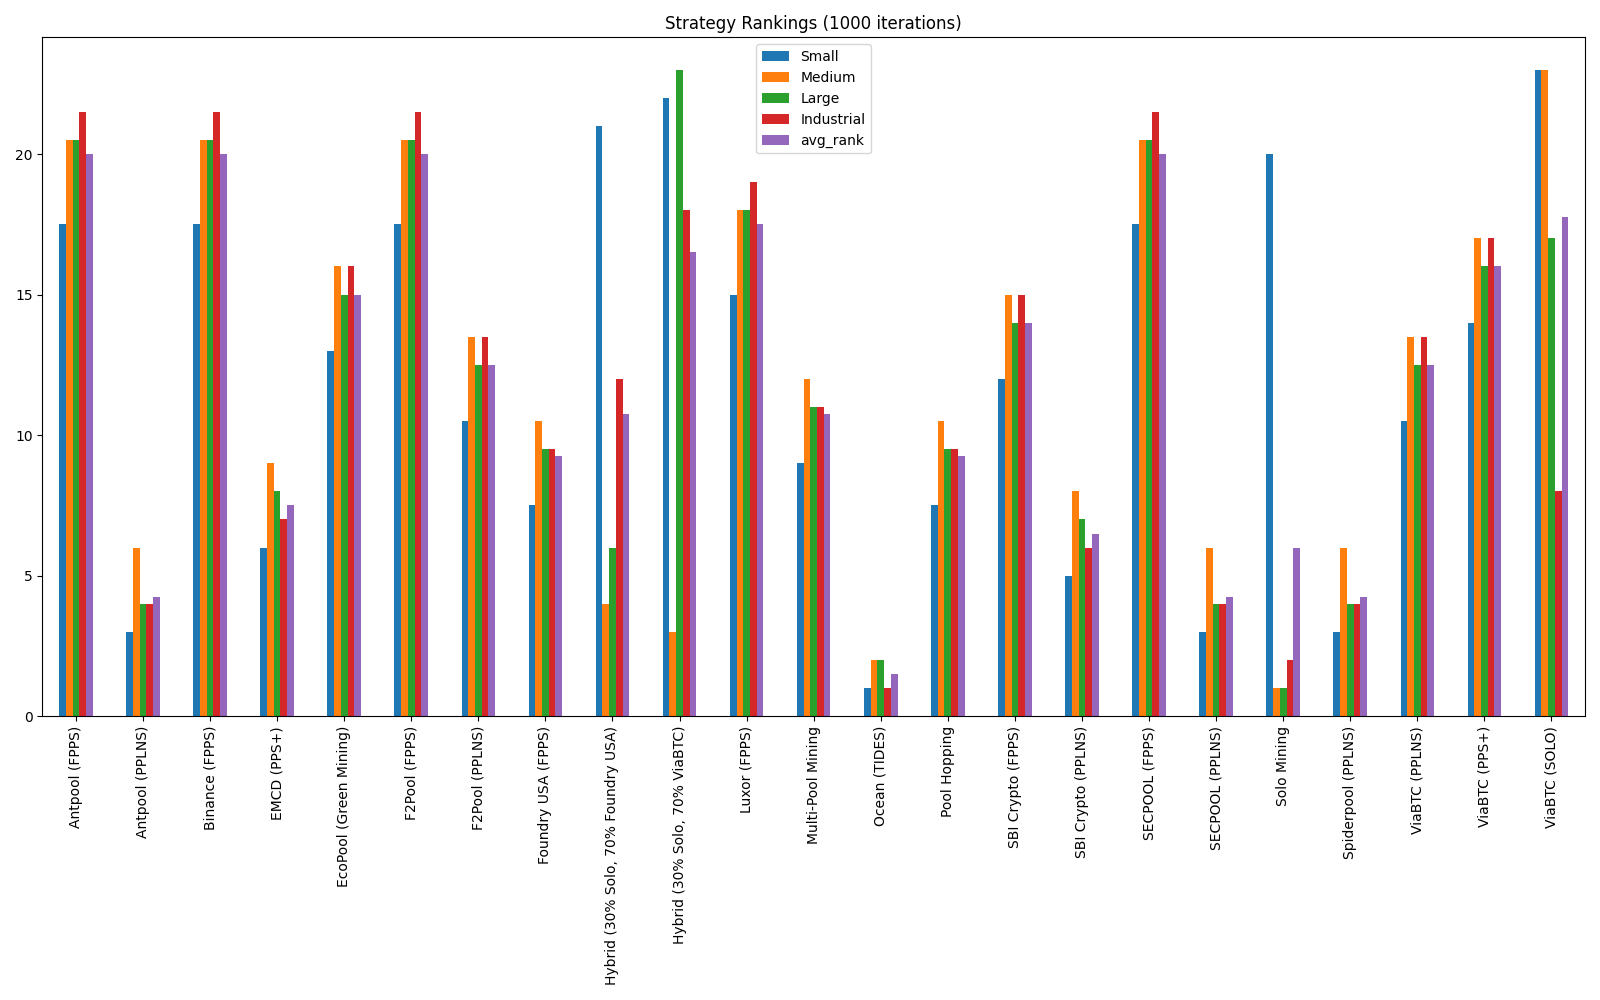 Strategy Rankings (1000 iterations)
Small
Medium
Large
Industrial
avg_rank
20
15
10
5
0
Antpool (FPPS)
Antpool (PPLNS)
Binance (FPPS)
EMCD (PPS+)
EcoPool (Green Mining)
F2Pool (FPPS)
F2Pool (PPLNS)
Foundry USA (FPPS)
Hybrid (30% Solo, 70% Foundry USA)
Hybrid (30% Solo, 70% ViaBTC)
Luxor (FPPS)
Multi-Pool Mining
Ocean (TIDES)
Pool Hopping
SBI Crypto (FPPS)
SBI Crypto (PPLNS)
SECPOOL (FPPS)
SECPOOL (PPLNS)
Solo Mining
Spiderpool (PPLNS)
ViaBTC (PPLNS)
ViaBTC (PPS+)
ViaBTC (SOLO)